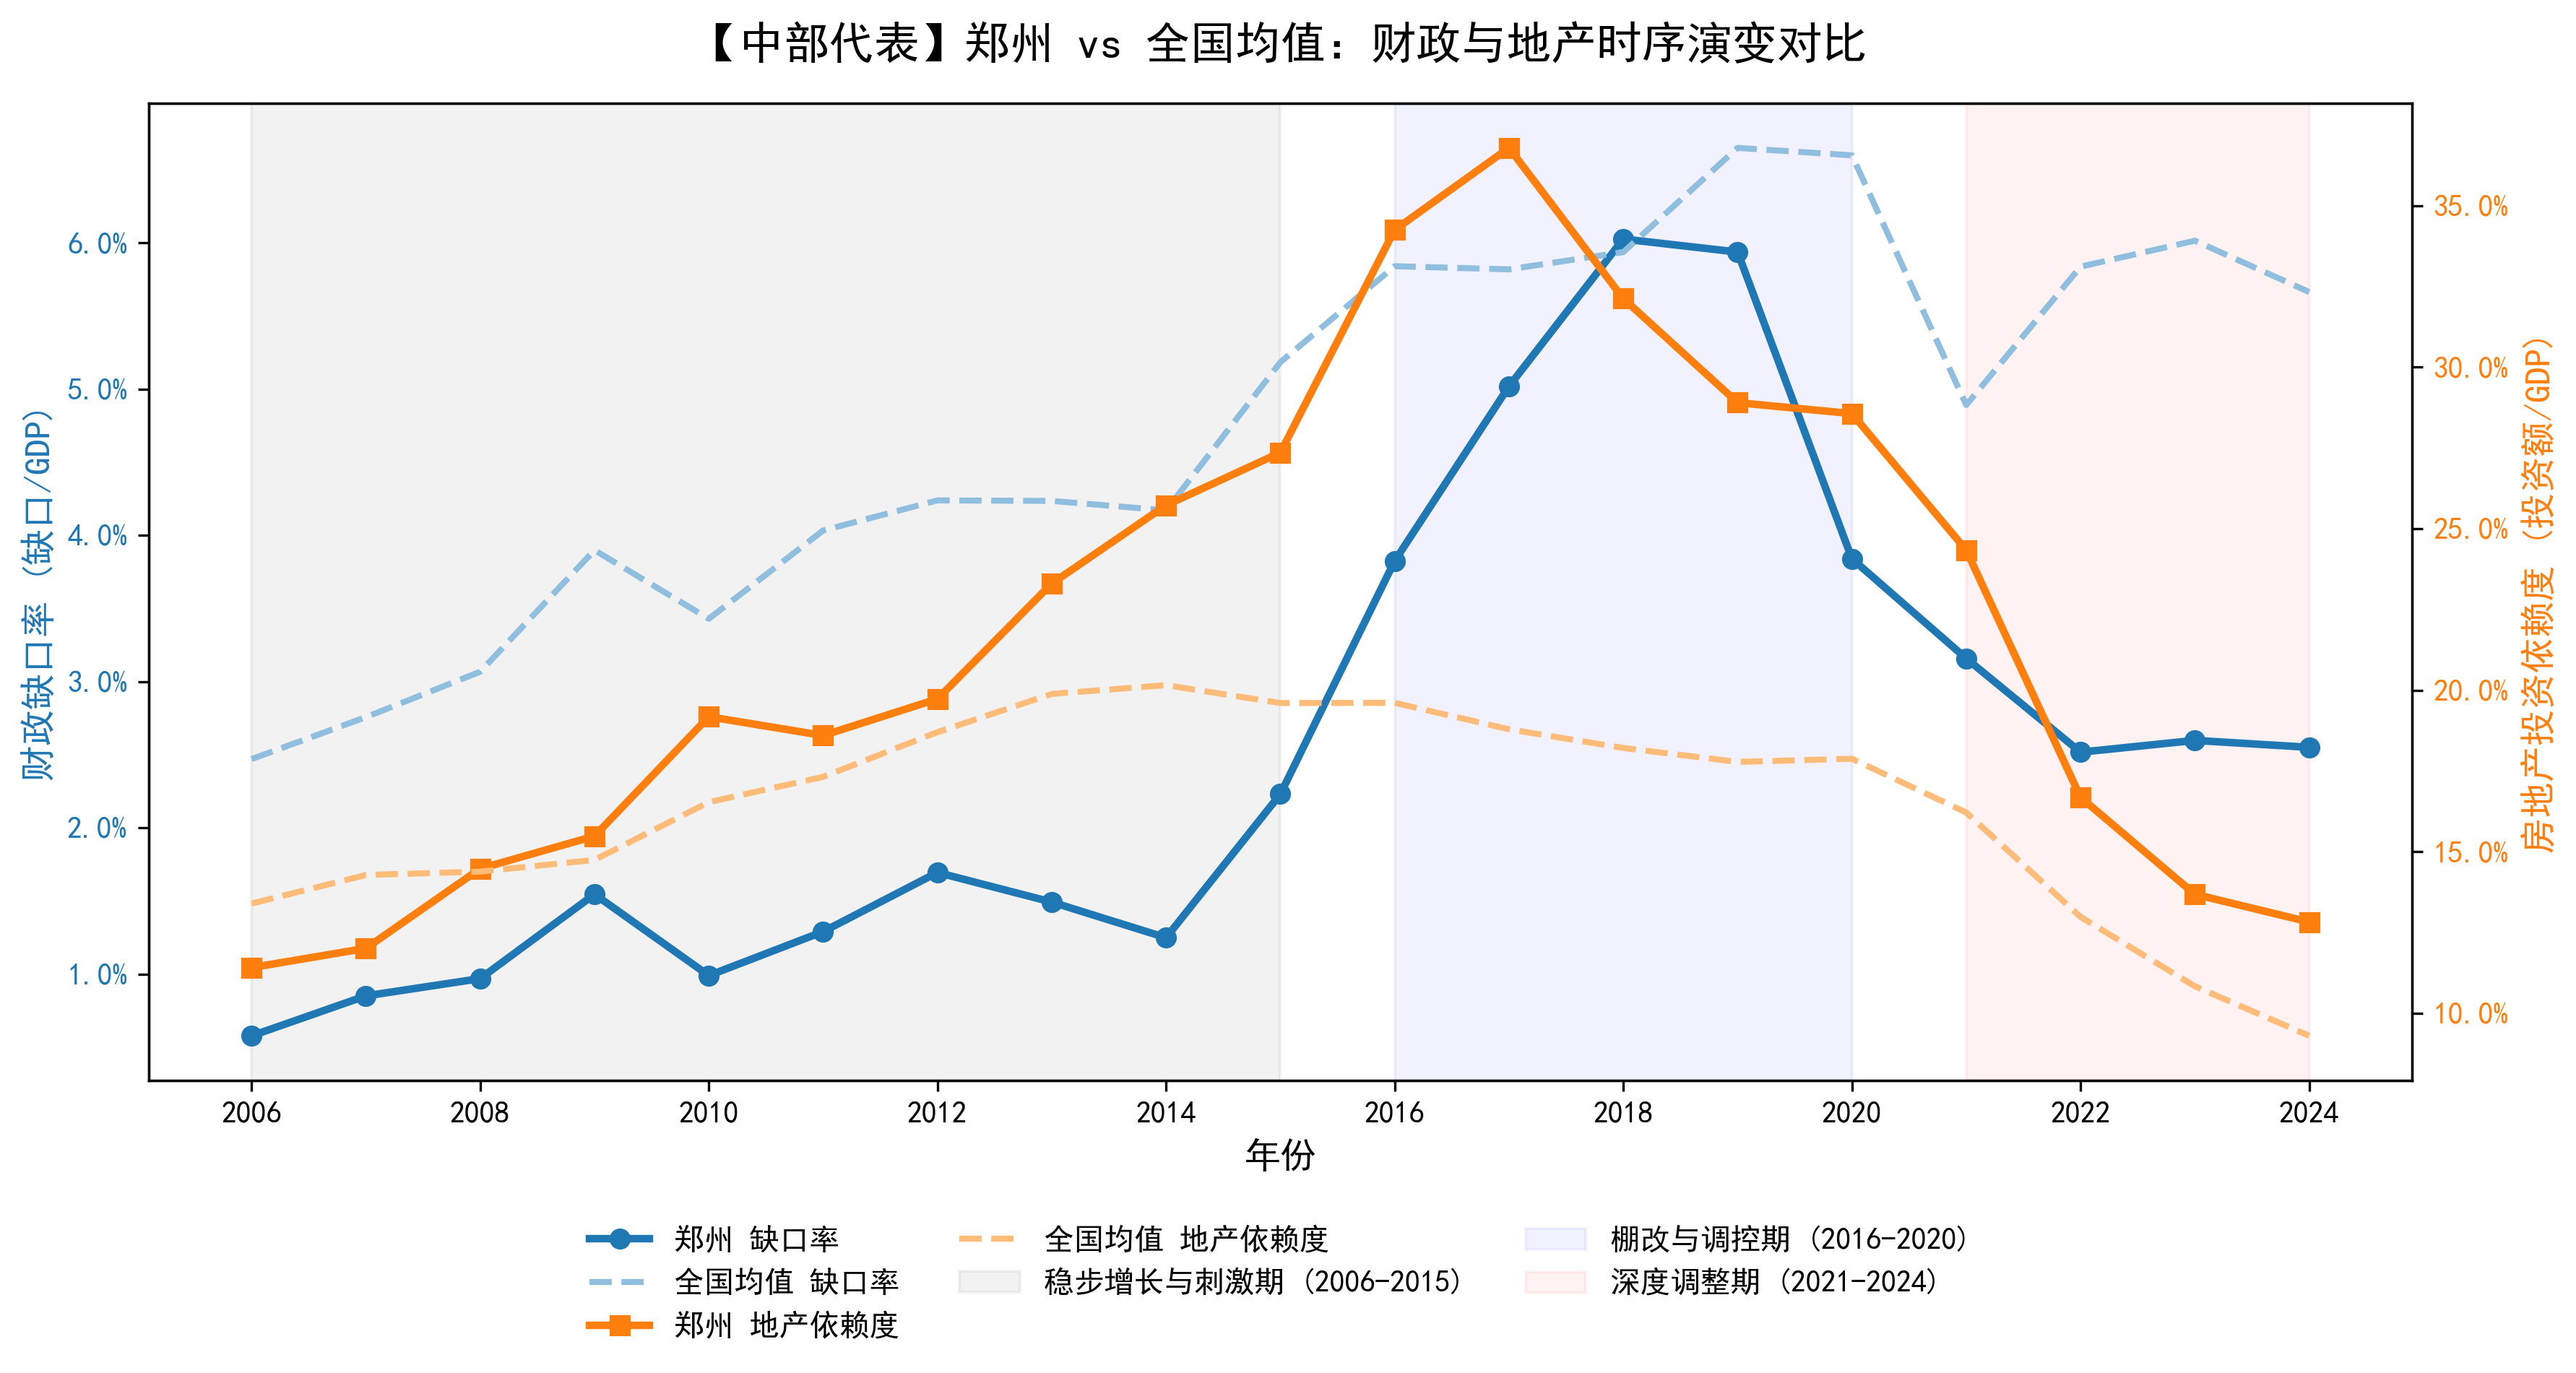 【中部代表】郑州 vs 全国均值：财政与地产时序演变对比
财政缺口率 (缺口/GDP)
6.0%
5.0%
4.0%
3.0%
2.0%
1.0%
35.0%
30.0%
25.0%
20.0%
15.0%
10.0%
房地产投资依赖度 (投资额/GDP)
2006 2008 2010 2012 2014 2016 2018 2020 2022 2024
年份
郑州 缺口率
全国均值 缺口率
郑州 地产依赖度
全国均值 地产依赖度
稳步增长与刺激期 (2006-2015)
棚改与调控期 (2016-2020)
深度调整期 (2021-2024)